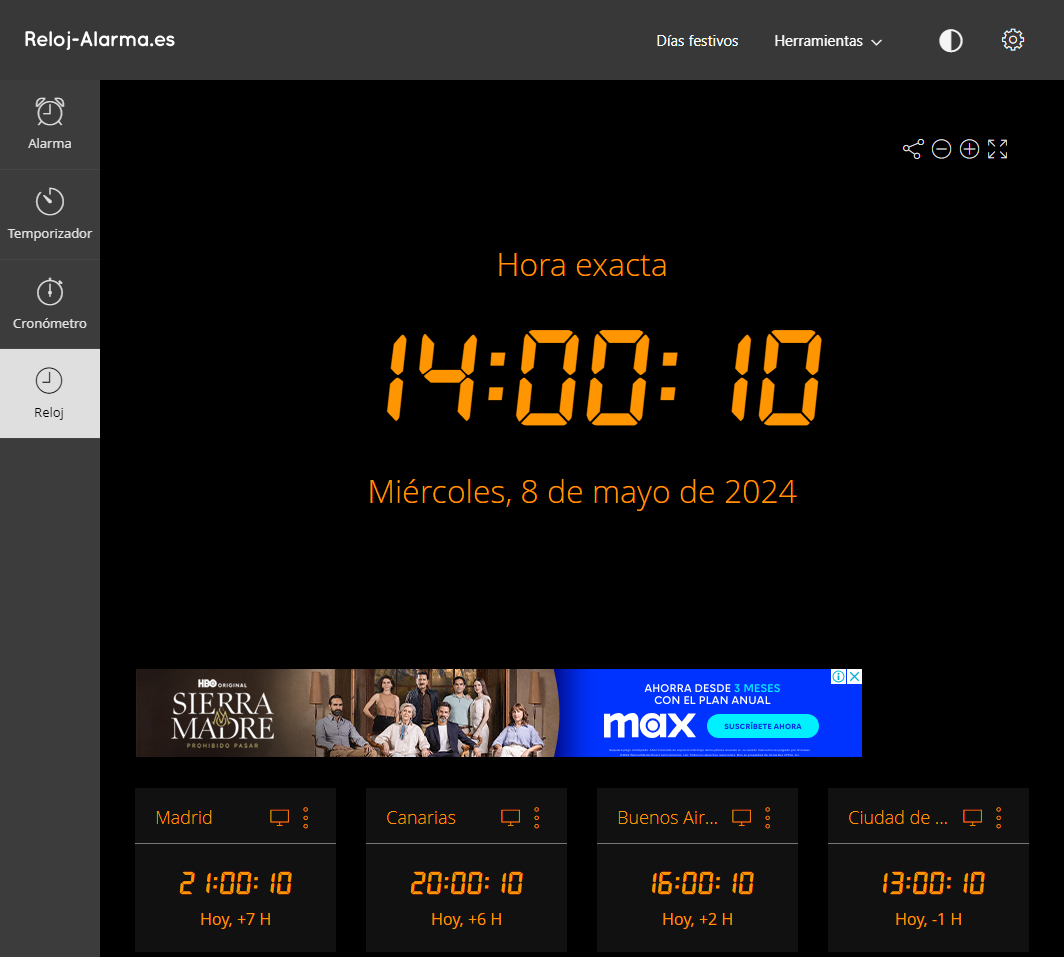 Reloj-Alarma.es
Días festivos
Herramientas
Alarma
Temporizador
Cronómetro
Reloj
Hora exacta
14:00:10
Miércoles, 8 de mayo de 2024
HBO ORIGINAL
SIERRA
MADRE
PROHIBIDO PASAR
AHORRA DESDE 3 MESES
CON EL PLAN ANUAL
max
SUSCRÍBETE AHORA
Madrid
21:00:10
Hoy, +7 H
Canarias
20:00:10
Hoy, +6 H
Buenos Air...
16:00:10
Hoy, +2 H
Ciudad de ...
13:00:10
Hoy, -1 H